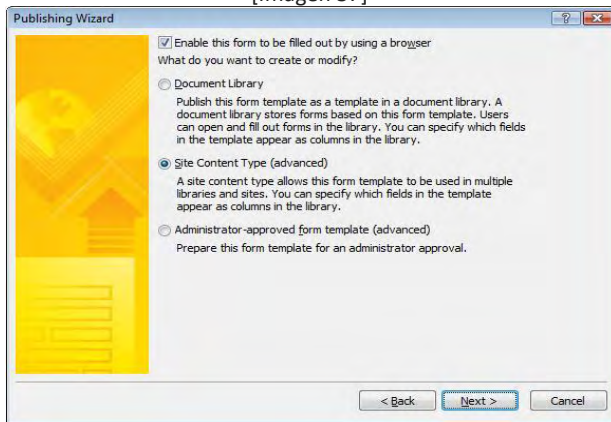 Publishing Wizard
Enable this form to be filled out by using a browser
What do you want to create or modify?
Document Library
Publish this form template as a template in a document library. A
document library stores forms based on this form template. Users
can open and fill out forms in the library. You can specify which fields
in the template appear as columns in the library.
Site Content Type (advanced)
A site content type allows this form template to be used in multiple
libraries and sites. You can specify which fields in the template
appear as columns in the library.
Administrator-approved form template (advanced)
Prepare this form template for an administrator approval.
< Back Next > Cancel